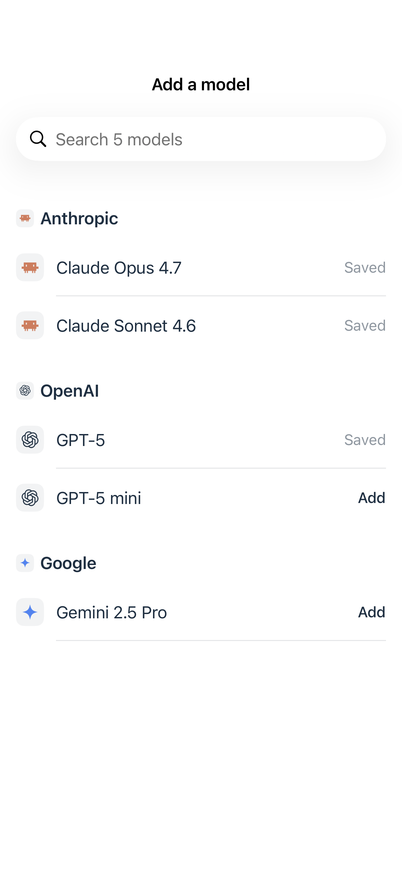 Add a model
Search 5 models
Anthropic
Claude Opus 4.7 Saved
Claude Sonnet 4.6 Saved
OpenAI
GPT-5 Saved
GPT-5 mini Add
Google
Gemini 2.5 Pro Add